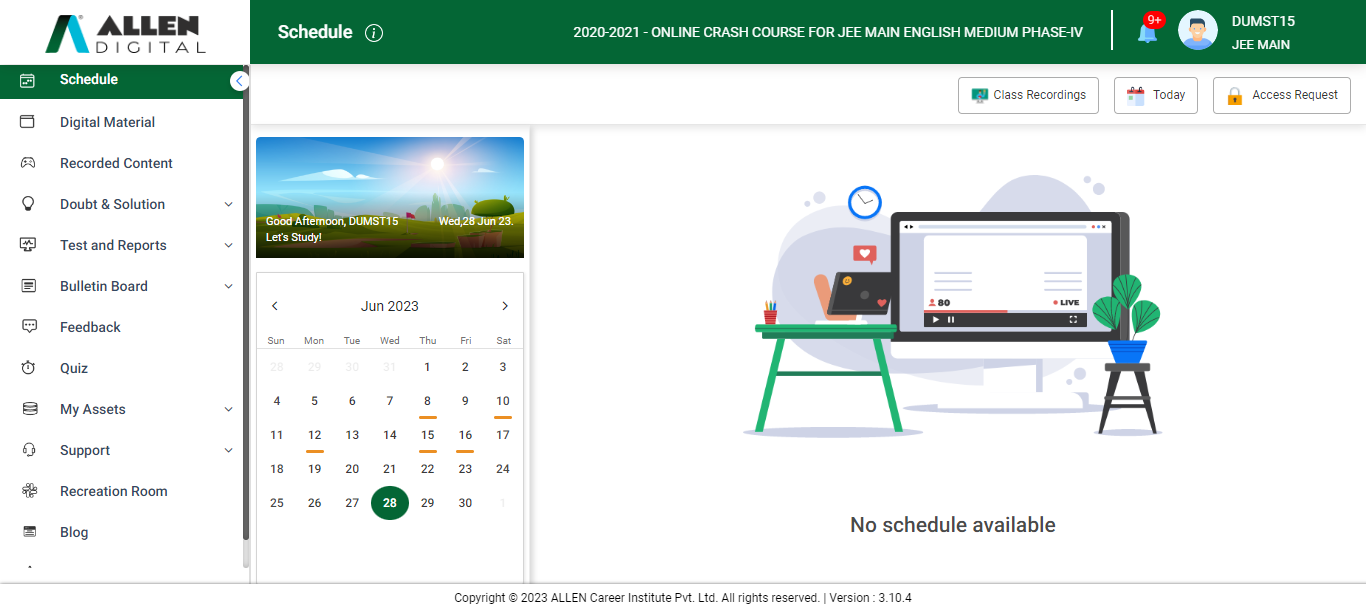 ALLEN
DIGITAL
Schedule
Digital Material
Recorded Content
Doubt & Solution
Test and Reports
Bulletin Board
Feedback
Quiz
My Assets
Support
Recreation Room
Blog
Schedule
2020-2021 - ONLINE CRASH COURSE FOR JEE MAIN ENGLISH MEDIUM PHASE-IV
9+
DUMST15
JEE MAIN
Class Recordings
Today
Access Request
Good Afternoon, DUMST15 Wed,28 Jun 23.
Let's Study!
Jun 2023
Sun Mon Tue Wed Thu Fri Sat
28 29 30 31 1 2 3
4 5 6 7 8 9 10
11 12 13 14 15 16 17
18 19 20 21 22 23 24
25 26 27 28 29 30 1
80 LIVE
No schedule available
Copyright © 2023 ALLEN Career Institute Pvt. Ltd. All rights reserved. | Version : 3.10.4